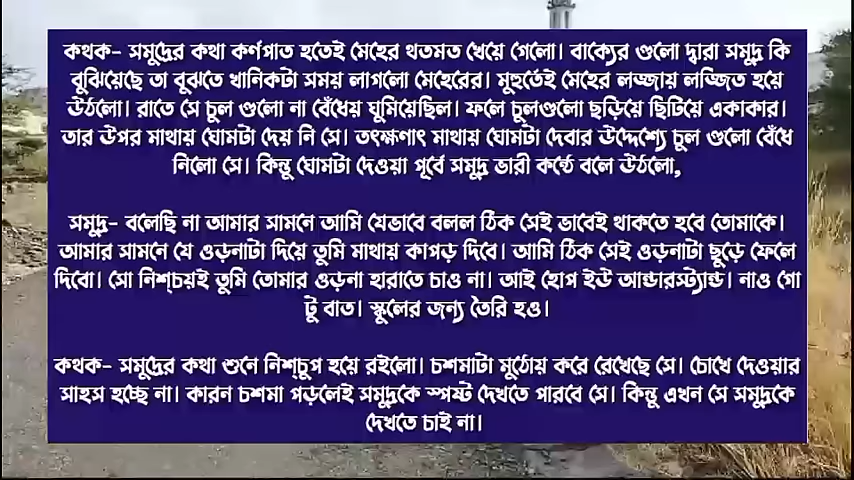 কথক- সমুদ্রের কথা কর্ণপাত হতেই মেহের থতমত খেয়ে গেলো। বাক্যের গুলো দ্বারা সমুদ্র কি
বুঝিয়েছে তা বুঝতে খানিকটা সময় লাগলো মেহেরের। মুহুর্তেই মেহের লজ্জায় লজ্জিত হয়ে
উঠলো। রাতে সে চুল গুলো না বেঁধেয় ঘুমিয়েছিল। ফলে চুলগুলো ছড়িয়ে ছিটিয়ে একাকার।
তার উপর মাথায় ঘোমটা দেয় নি সে। তৎক্ষণাৎ মাথায় ঘোমটা দেবার উদ্দেশ্যে চুল গুলো বেঁধে
নিলো সে। কিন্তু ঘোমটা দেওয়া পূর্বে সমুদ্র ভারী কন্ঠে বলে উঠলো,
সমুদ্র- বলেছি না আমার সামনে আমি যেভাবে বলল ঠিক সেই ভাবেই থাকতে হবে তোমাকে।
আমার সামনে যে ওড়নাটা দিয়ে তুমি মাথায় কাপড় দিবে। আমি ঠিক সেই ওড়নাটা ছুড়ে ফেলে
দিবো। সো নিশ্চয়ই তুমি তোমার ওড়না হারাতে চাও না। আই হোপ ইউ আন্ডারস্ট্যান্ড। নাও গো
টু বাত। স্কুলের জন্য তৈরি হও।
কথক- সমুদ্রের কথা শুনে নিশ্চুপ হয়ে রইলো। চশমাটা মুঠোয় করে রেখেছে সে। চোখে দেওয়ার
সাহস হচ্ছে না। কারন চশমা পড়লেই সমুদ্রকে স্পষ্ট দেখতে পারবে সে। কিন্তু এখন সে সমুদ্রকে
দেখতে চাই না।